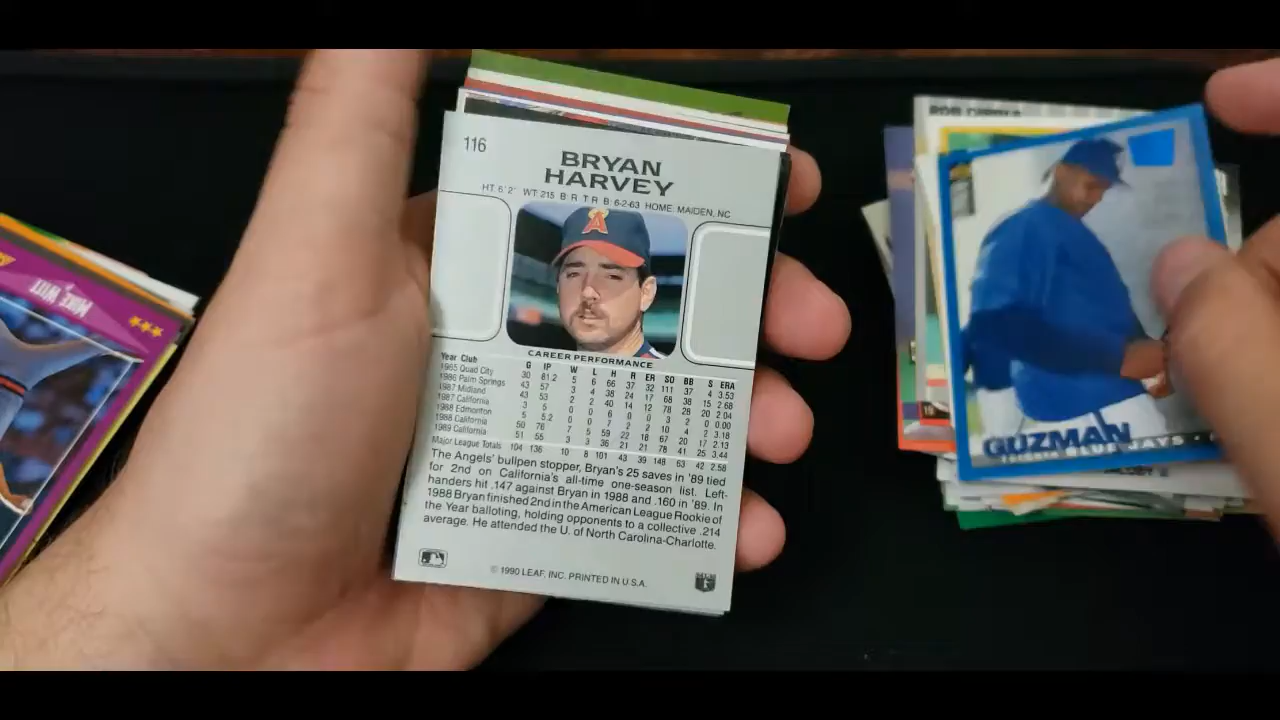 116
BRYAN
HARVEY
HT: 6'2" WT: 215 B: R T: R B: 6-2-63 HOME: MAIDEN, NC
CAREER PERFORMANCE
Year Club G IP W L H R ER SO BB S ERA
1985 Quad City 30 81.2 5 6 66 37 32 111 37 4 3.53
1986 Palm Springs 43 57 3 4 38 24 17 68 38 15 2.68
1987 Midland 43 53 2 2 40 14 12 78 28 20 2.04
1987 California 3 5 0 0 6 0 0 3 2 0 0.00
1988 Edmonton 5 5.2 0 0 7 2 2 10 4 2 3.18
1988 California 50 76 7 5 59 22 18 67 20 17 2.13
1989 California 51 55 3 3 36 21 21 78 41 25 3.44
Major League Totals 104 136 10 8 101 43 39 148 63 42 2.58
The Angels' bullpen stopper, Bryan's 25 saves in '89 tied
for 2nd on California's all-time one-season list. Left-
handers hit .147 against Bryan in 1988 and .160 in '89. In
1988 Bryan finished 2nd in the American League Rookie of
the Year balloting, holding opponents to a collective .214
average. He attended the U. of North Carolina-Charlotte.
© 1990 LEAF, INC. PRINTED IN U.S.A.
MIKE WITT
GUZMAN
BLUE JAYS